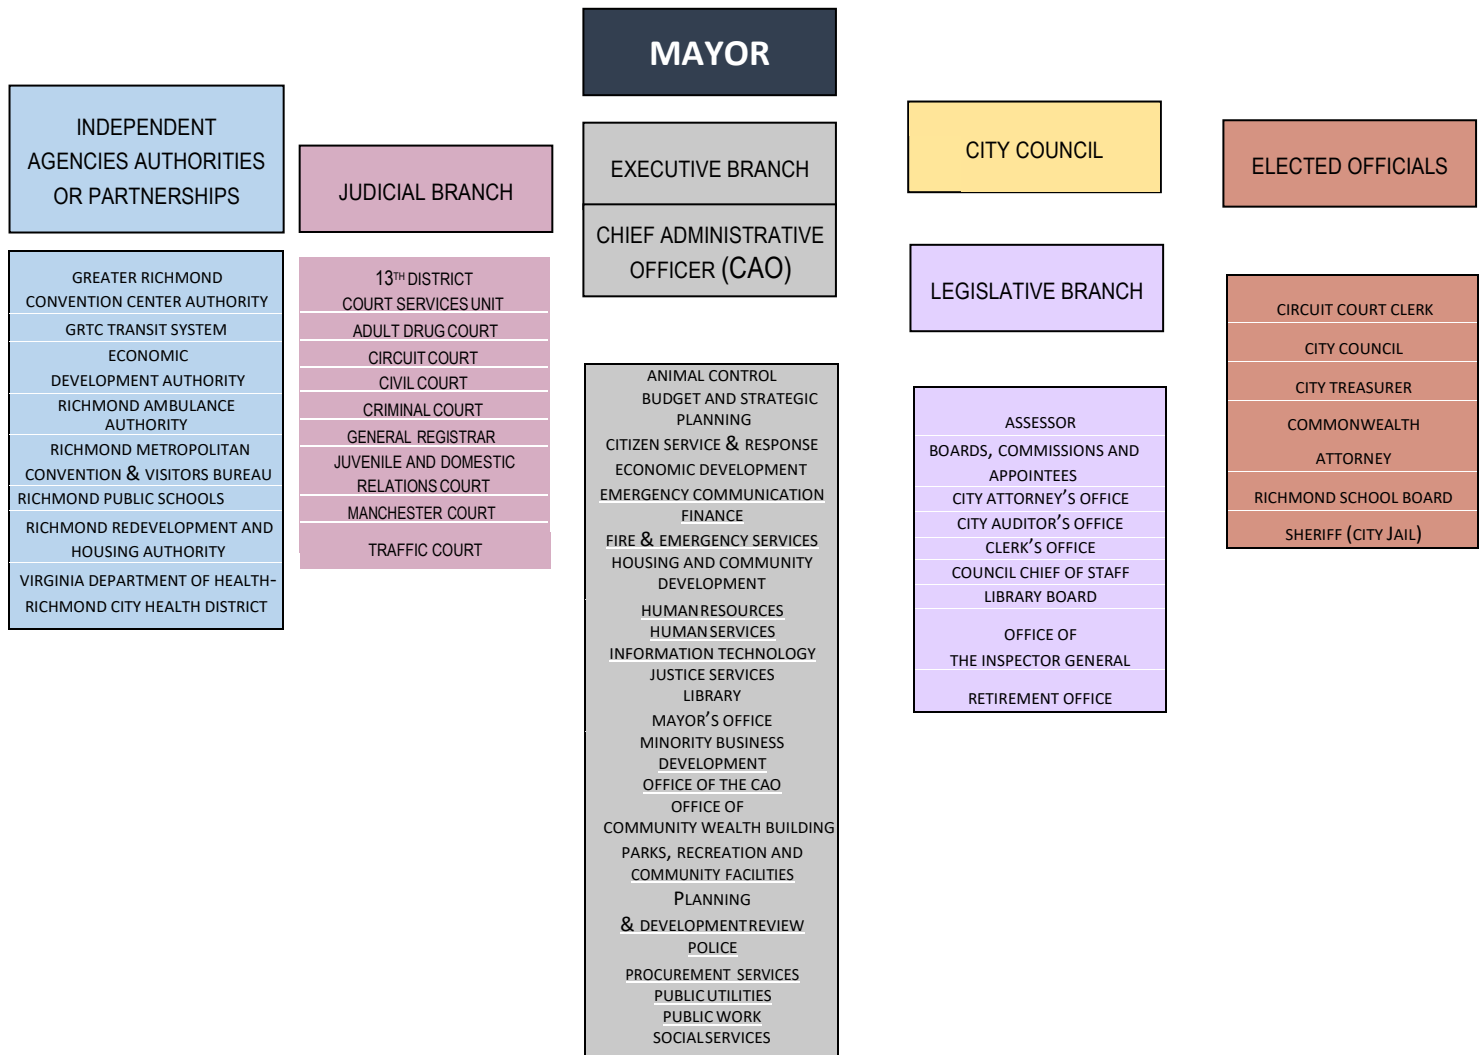 MAYOR
INDEPENDENT
AGENCIES AUTHORITIES
OR PARTNERSHIPS
GREATER RICHMOND
CONVENTION CENTER AUTHORITY
GRTC TRANSIT SYSTEM
ECONOMIC
DEVELOPMENT AUTHORITY
RICHMOND AMBULANCE
AUTHORITY
RICHMOND METROPOLITAN
CONVENTION & VISITORS BUREAU
RICHMOND PUBLIC SCHOOLS
RICHMOND REDEVELOPMENT AND
HOUSING AUTHORITY
VIRGINIA DEPARTMENT OF HEALTH-
RICHMOND CITY HEALTH DISTRICT
JUDICIAL BRANCH
13TH DISTRICT
COURT SERVICES UNIT
ADULT DRUG COURT
CIRCUIT COURT
CIVIL COURT
CRIMINAL COURT
GENERAL REGISTRAR
JUVENILE AND DOMESTIC
RELATIONS COURT
MANCHESTER COURT
TRAFFIC COURT
EXECUTIVE BRANCH
CHIEF ADMINISTRATIVE
OFFICER (CAO)
ANIMAL CONTROL
BUDGET AND STRATEGIC
PLANNING
CITIZEN SERVICE & RESPONSE
ECONOMIC DEVELOPMENT
EMERGENCY COMMUNICATION
FINANCE
FIRE & EMERGENCY SERVICES
HOUSING AND COMMUNITY
DEVELOPMENT
HUMAN RESOURCES
HUMAN SERVICES
INFORMATION TECHNOLOGY
JUSTICE SERVICES
LIBRARY
MAYOR'S OFFICE
MINORITY BUSINESS
DEVELOPMENT
OFFICE OF THE CAO
OFFICE OF
COMMUNITY WEALTH BUILDING
PARKS, RECREATION AND
COMMUNITY FACILITIES
PLANNING
& DEVELOPMENT REVIEW
POLICE
PROCUREMENT SERVICES
PUBLIC UTILITIES
PUBLIC WORK
SOCIAL SERVICES
CITY COUNCIL
LEGISLATIVE BRANCH
ASSESSOR
BOARDS, COMMISSIONS AND
APPOINTEES
CITY ATTORNEY'S OFFICE
CITY AUDITOR'S OFFICE
CLERK'S OFFICE
COUNCIL CHIEF OF STAFF
LIBRARY BOARD
OFFICE OF
THE INSPECTOR GENERAL
RETIREMENT OFFICE
ELECTED OFFICIALS
CIRCUIT COURT CLERK
CITY COUNCIL
CITY TREASURER
COMMONWEALTH
ATTORNEY
RICHMOND SCHOOL BOARD
SHERIFF (CITY JAIL)